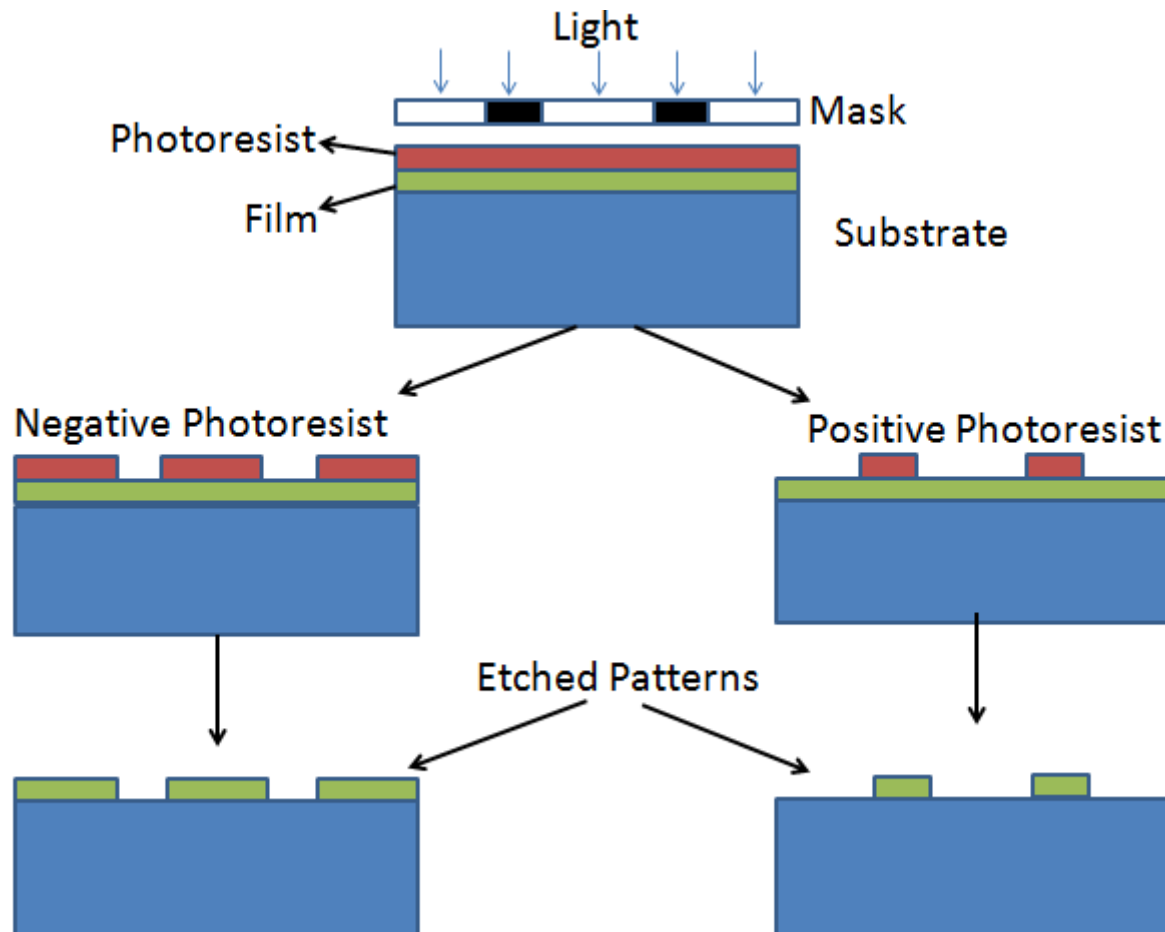 Light
Mask
Photoresist
Film
Substrate
Negative Photoresist
Positive Photoresist
Etched Patterns